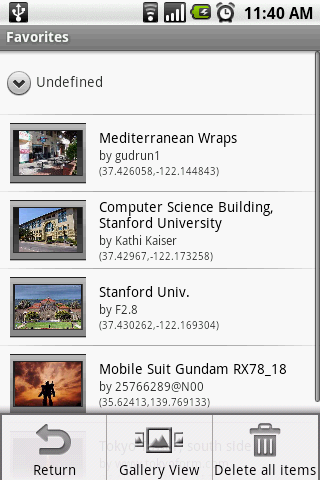 11:40 AM
Favorites
Undefined
Mediterranean Wraps
by gudrun1
(37.426058,-122.144843)
Computer Science Building,
Stanford University
by Kathi Kaiser
(37.42967,-122.173258)
Stanford Univ.
by F2.8
(37.430262,-122.169304)
Mobile Suit Gundam RX78_18
by 25766289@N00
(35.62413,139.769133)
Tokyo south side
Return
Gallery View
Delete all items